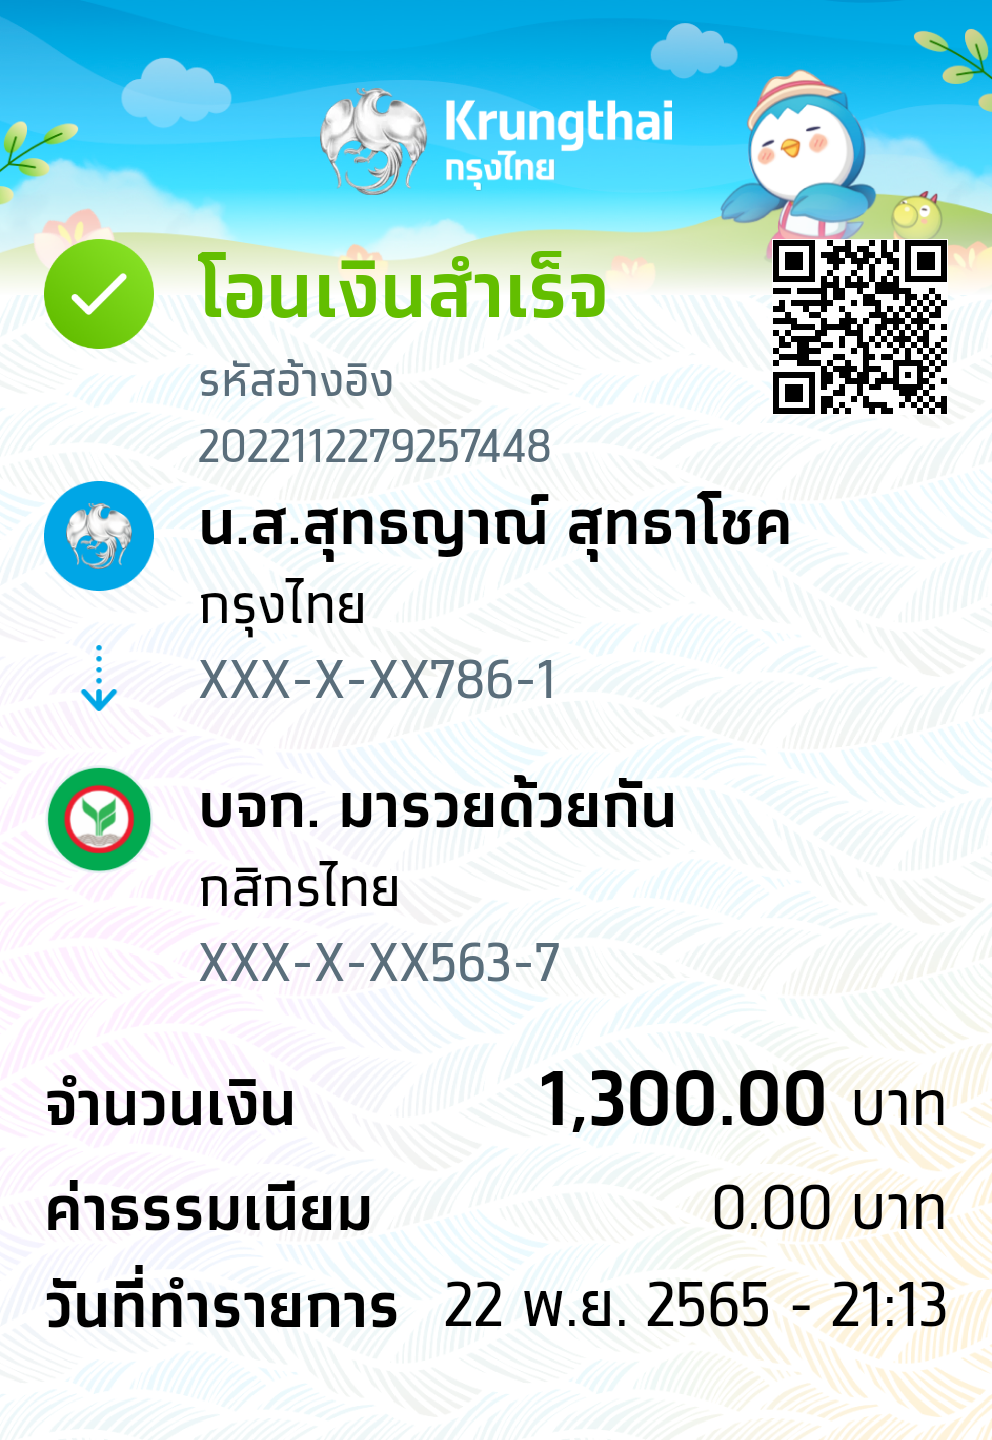 Krungthai
กรุงไทย
โอนเงินสำเร็จ
รหัสอ้างอิง
2022112279257448
น.ส.สุทธญาณ์ สุทธาโชค
กรุงไทย
XXX-X-XX786-1
บจก. มารวยด้วยกัน
กสิกรไทย
XXX-X-XX563-7
จำนวนเงิน 1,300.00 บาท
ค่าธรรมเนียม 0.00 บาท
วันที่ทำรายการ 22 พ.ย. 2565 - 21:13